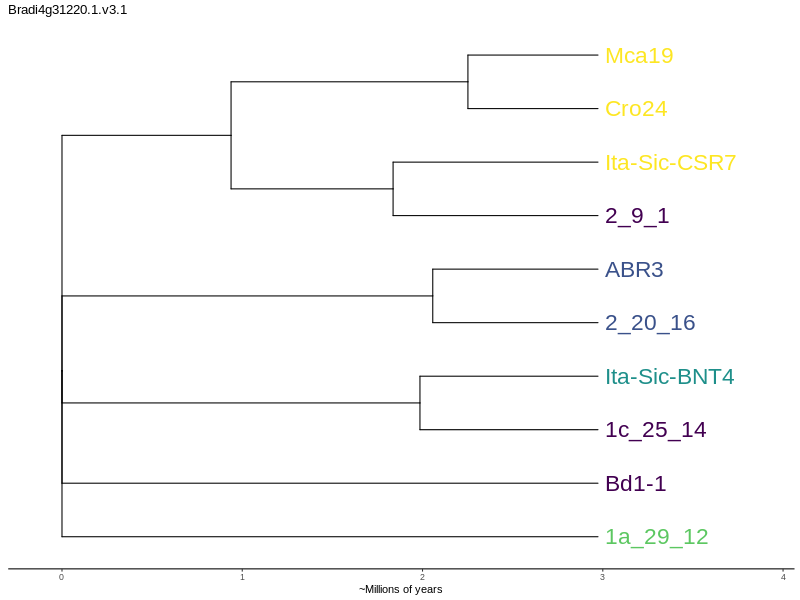 Bradi4g31220.1.v3.1
Mca19
Cro24
Ita-Sic-CSR7
2_9_1
ABR3
2_20_16
Ita-Sic-BNT4
1c_25_14
Bd1-1
1a_29_12
0 1 2 3 4
~Millions of years